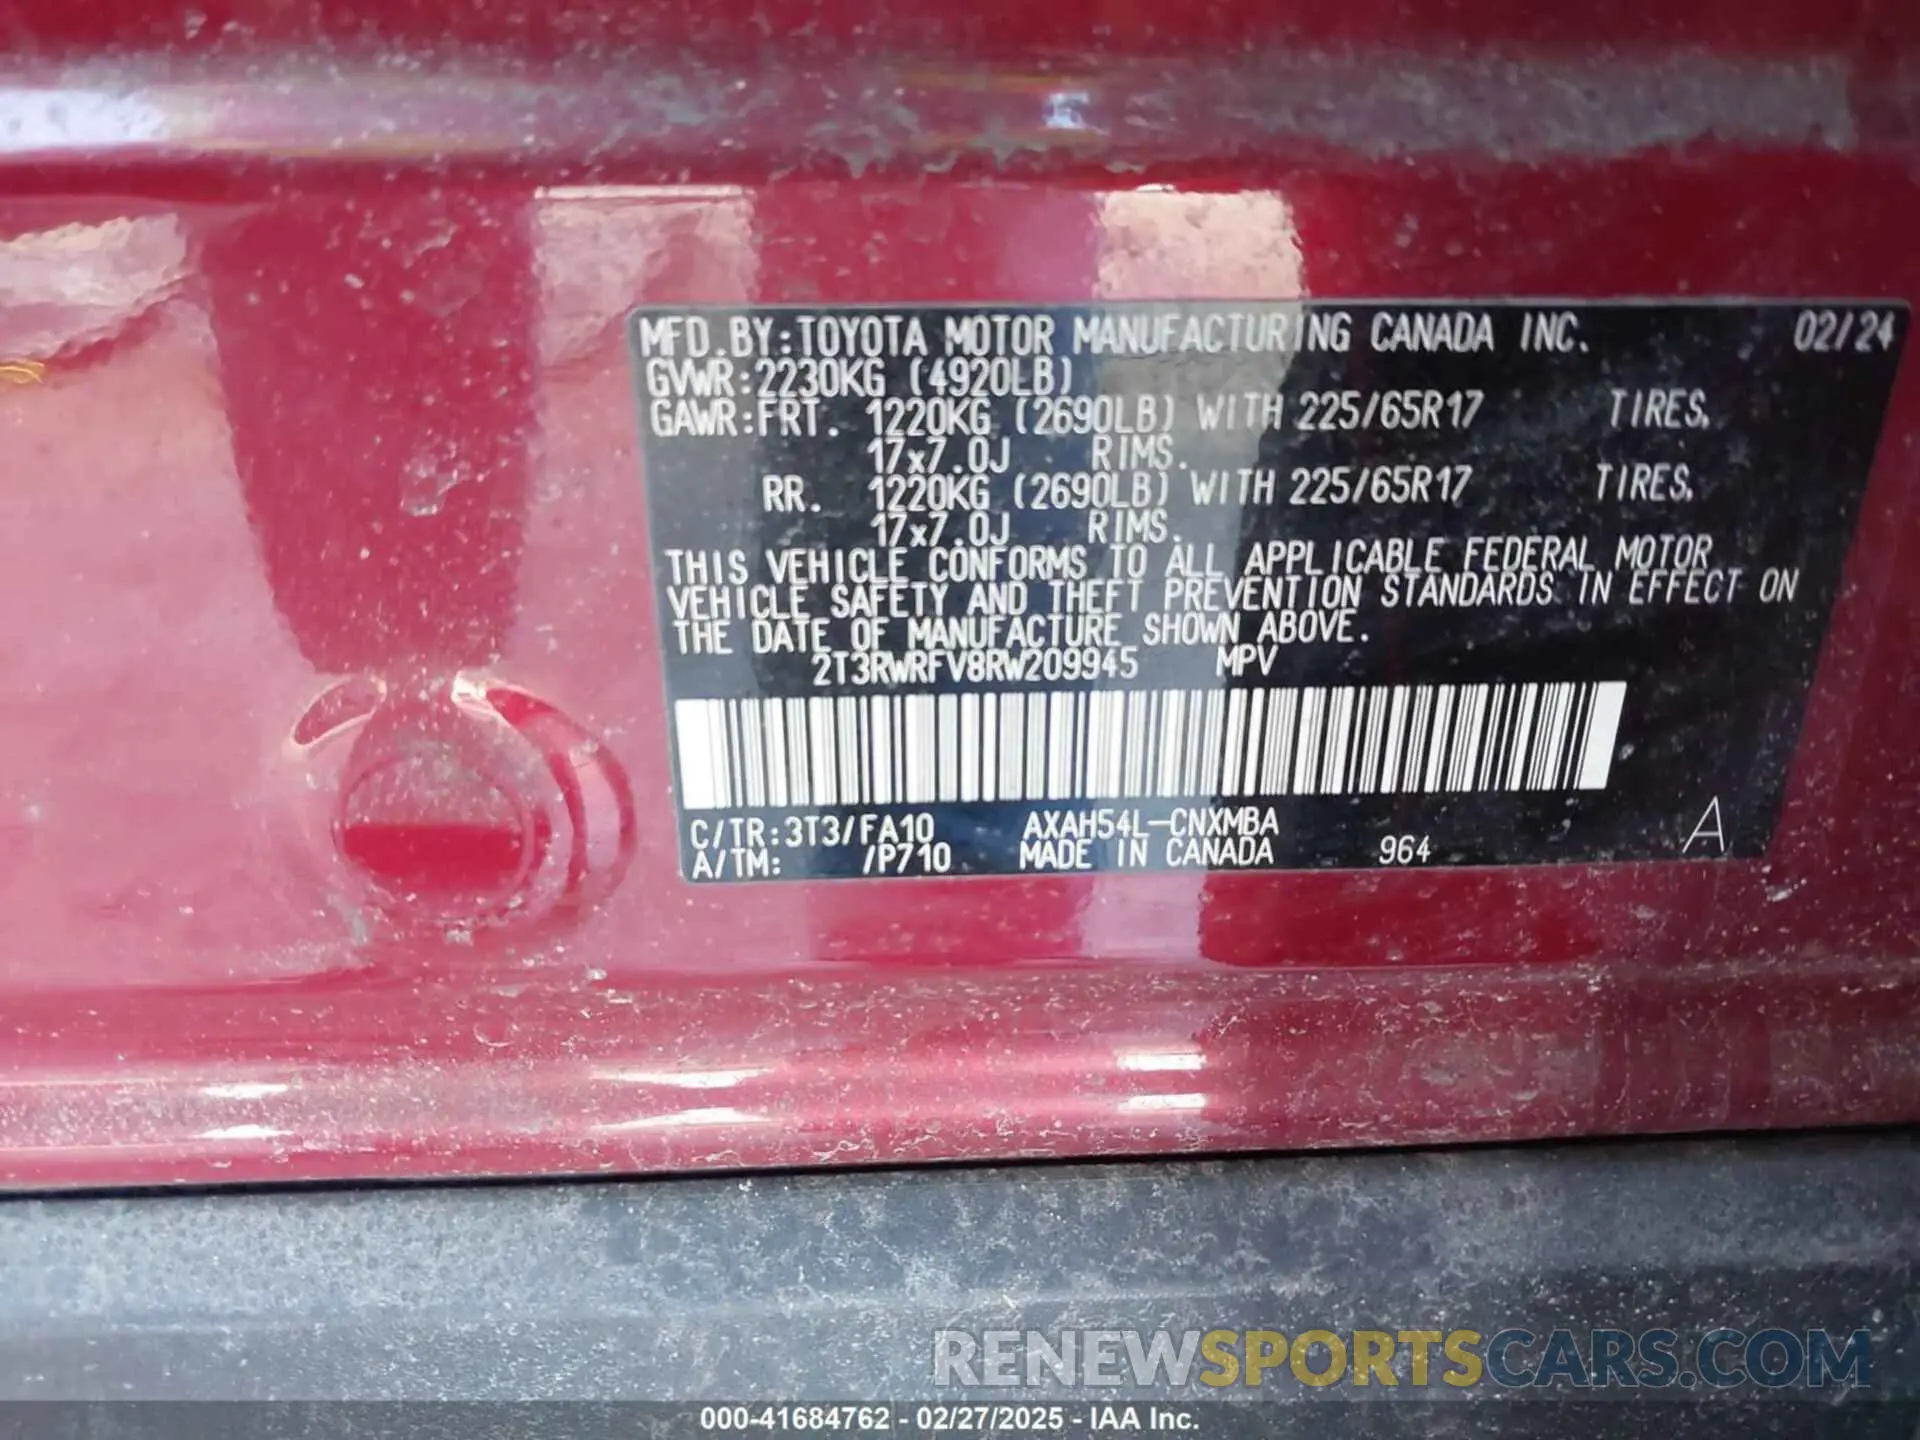 MFD.BY:TOYOTA MOTOR MANUFACTURING CANADA INC. 02/24
GVWR:2230KG (4920LB)
GAWR:FRT. 1220KG (2690LB) WITH 225/65R17 TIRES,
17x7.0J RIMS.
RR. 1220KG (2690LB) WITH 225/65R17 TIRES,
17x7.0J RIMS.
THIS VEHICLE CONFORMS TO ALL APPLICABLE FEDERAL MOTOR
VEHICLE SAFETY AND THEFT PREVENTION STANDARDS IN EFFECT ON
THE DATE OF MANUFACTURE SHOWN ABOVE.
2T3RWRFV8RW209945 MPV
C/TR:3T3/FA10 AXAH54L-CNXMBA
A/TM: /P710 MADE IN CANADA 964 A
RENEWSPORTSCARS.COM
000-41684762 - 02/27/2025 - IAA Inc.